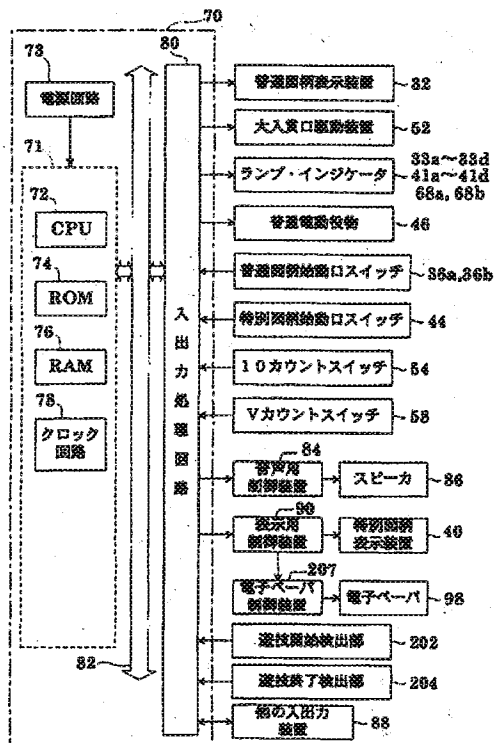 70
73
80
電源回路
普通図柄表示装置
32
大入賞口駆動装置
52
71
ランプ・インジケータ
33a〜33d
41a〜41d
68a, 68b
72
CPU
普通電動役物
46
普通図柄始動口スイッチ
36a,36b
74
ROM
特別図柄始動口スイッチ
44
76
RAM
10カウントスイッチ
54
78
クロック
回路
Vカウントスイッチ
58
入出力処理回路
84
音声用
制御装置
スピーカ
86
90
表示用
制御装置
特別図柄
表示装置
40
207
電子ペーパ
制御装置
電子ペーパ
98
82
遊技開始検出部
202
遊技終了検出部
204
他の入出力
装置
88